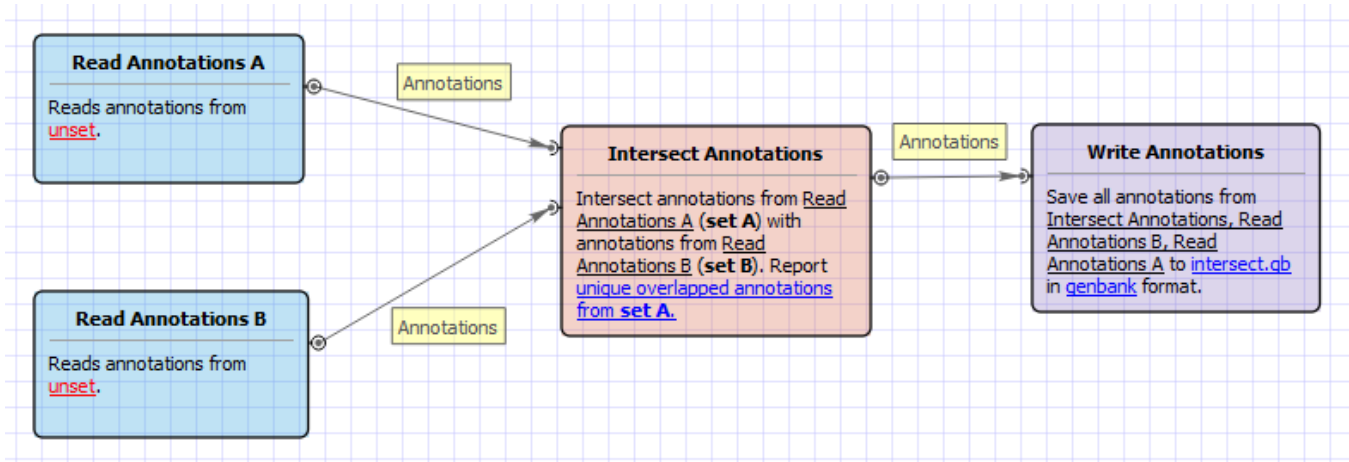 Read Annotations A
Reads annotations from
unset.
Annotations
Read Annotations B
Reads annotations from
unset.
Annotations
Intersect Annotations
Intersect annotations from Read
Annotations A (set A) with
annotations from Read
Annotations B (set B). Report
unique overlapped annotations
from set A.
Annotations
Write Annotations
Save all annotations from
Intersect Annotations, Read
Annotations B, Read
Annotations A to intersect.gb
in genbank format.